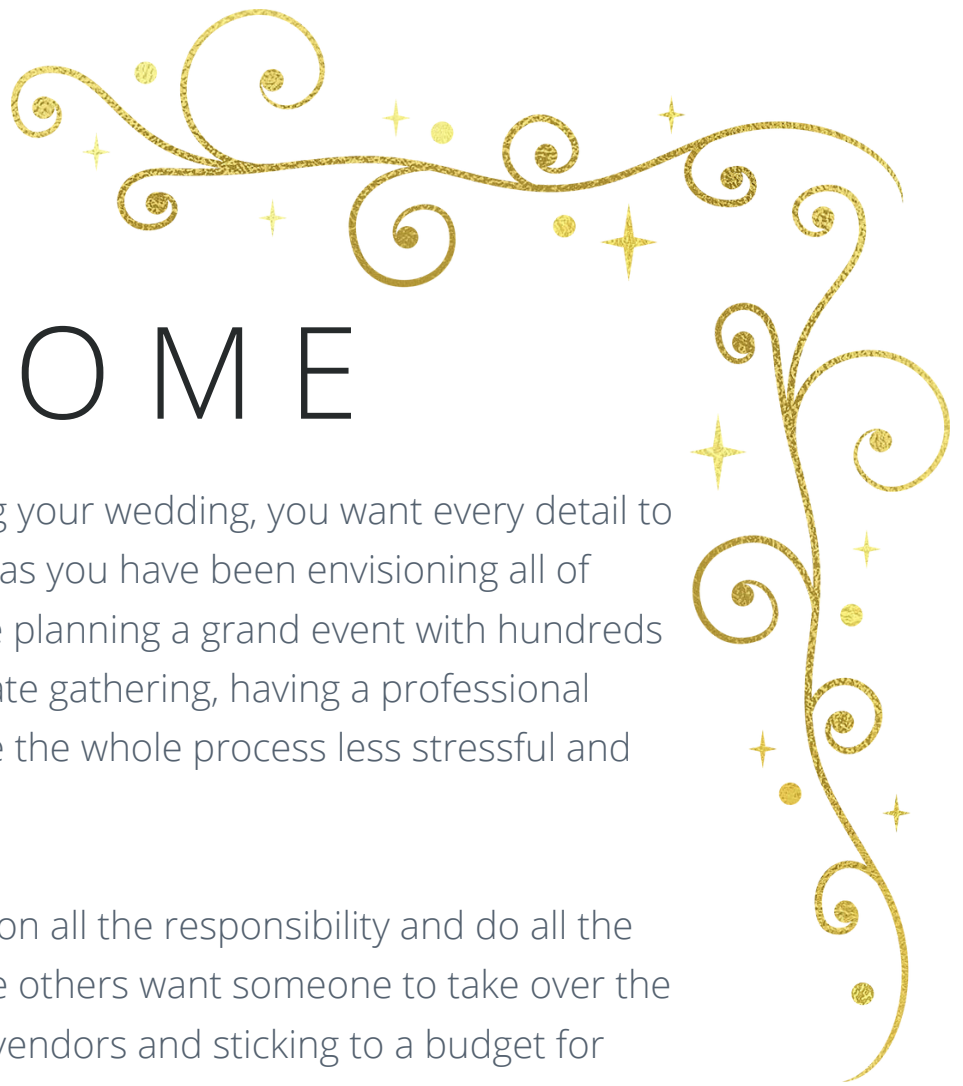 OME
g your wedding, you want every detail to
as you have been envisioning all of
e planning a grand event with hundreds
ate gathering, having a professional
e the whole process less stressful and
on all the responsibility and do all the
e others want someone to take over the
vendors and sticking to a budget for